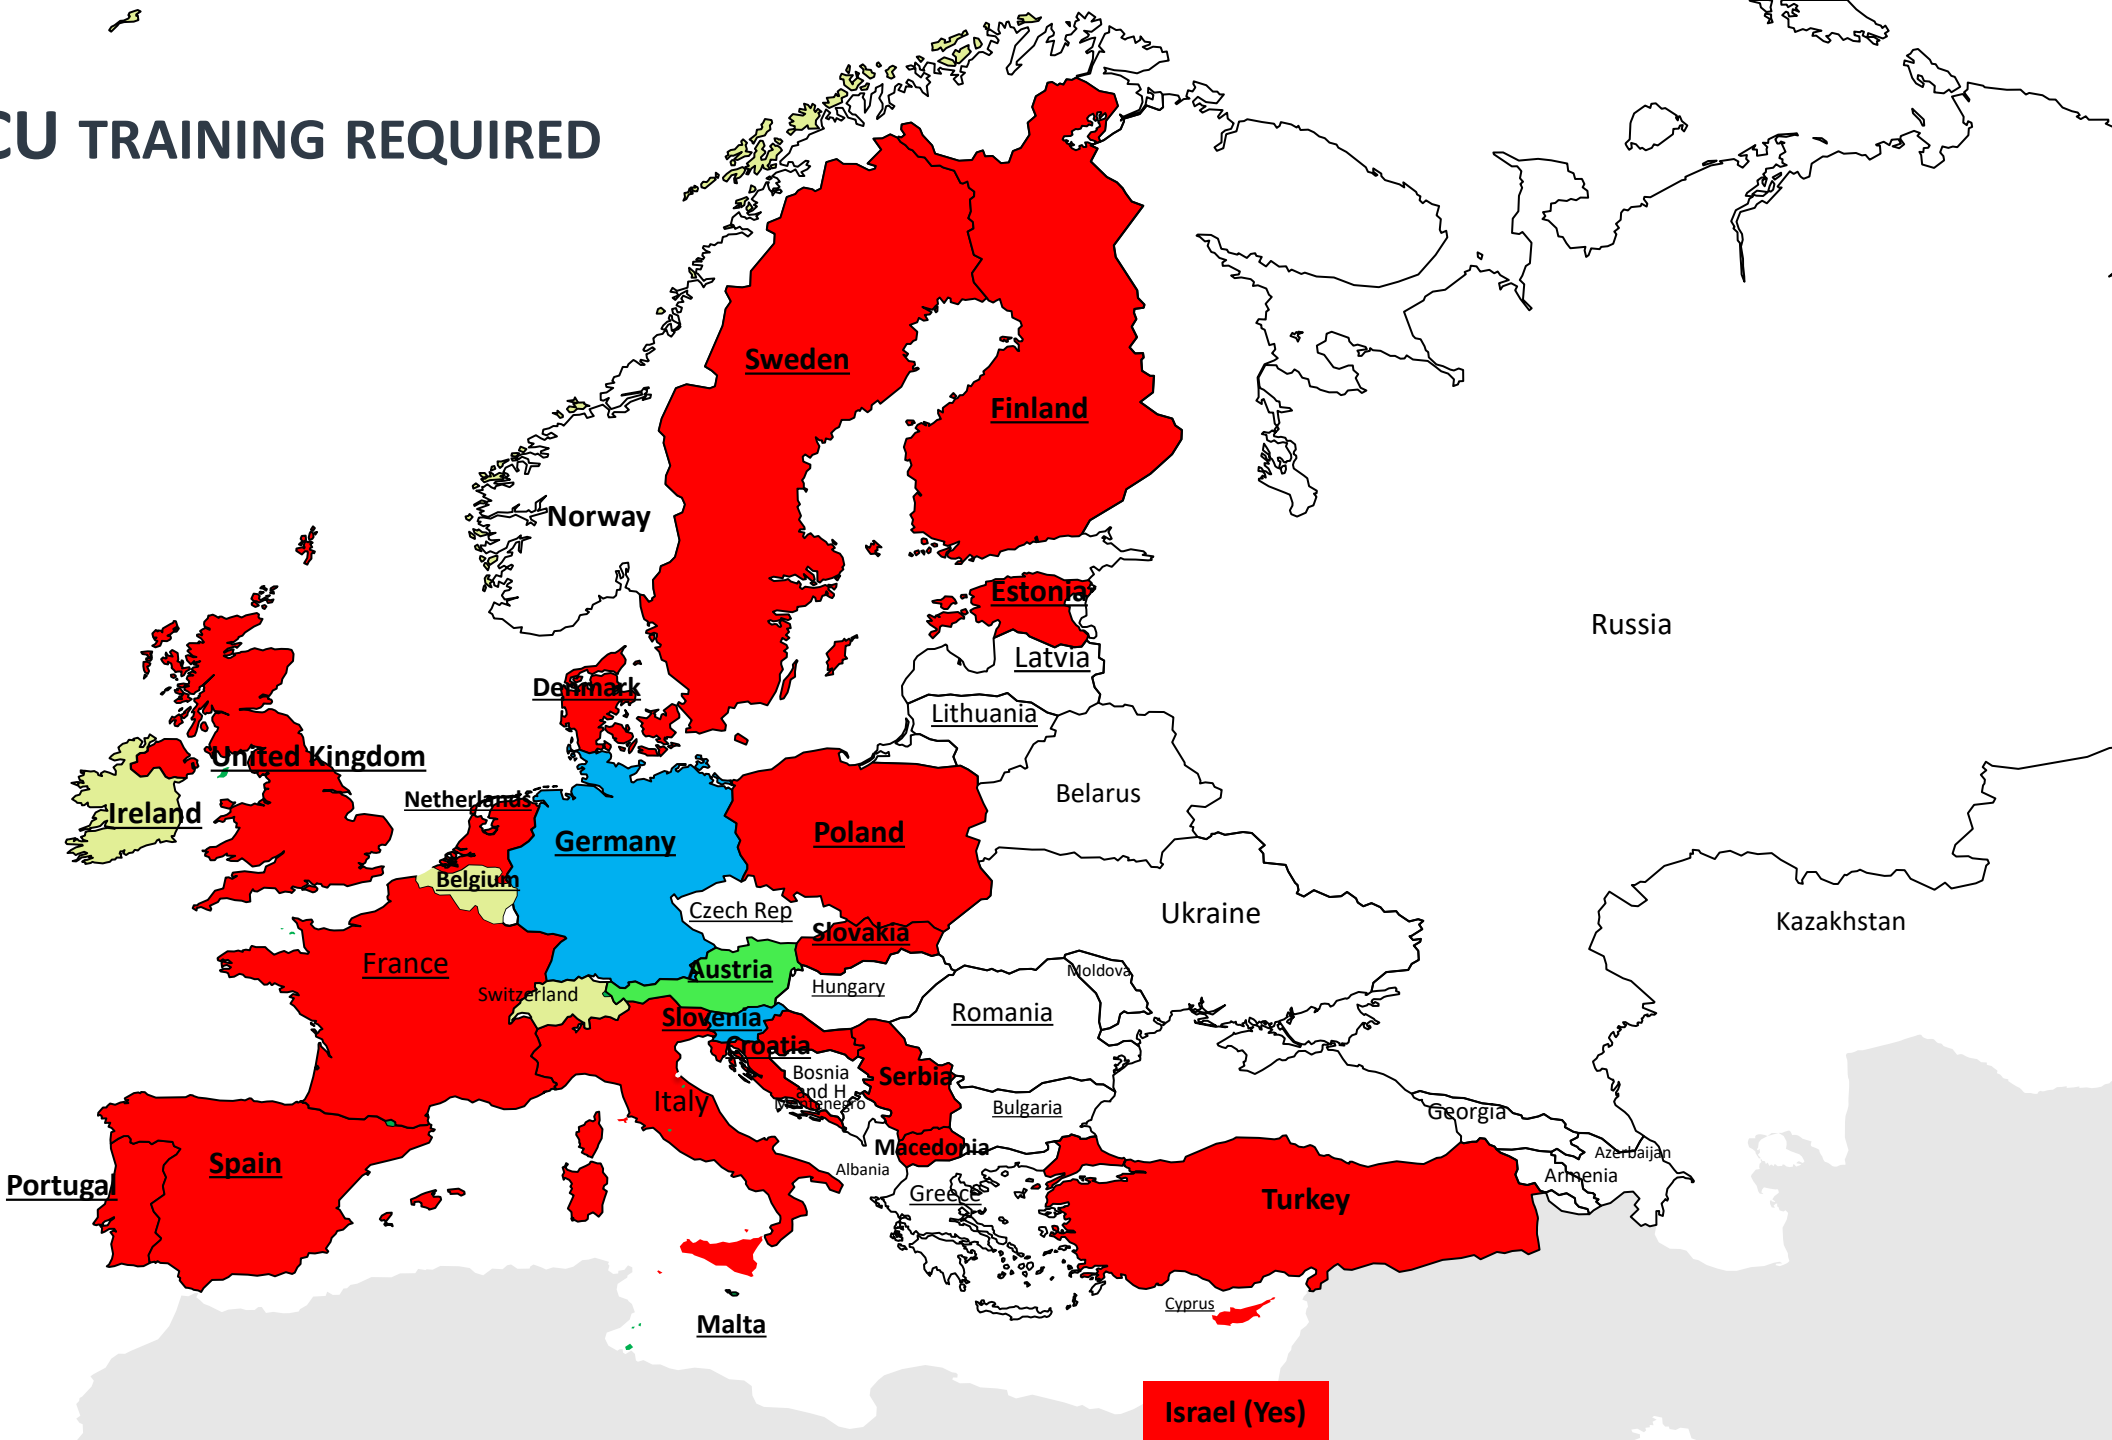 CU TRAINING REQUIRED
Sweden
Finland
Norway
Estonia
Russia
Latvia
Denmark
Lithuania
United Kingdom
Belarus
Netherlands
Ireland
Germany
Poland
Belgium
Czech Rep
Ukraine
Kazakhstan
Slovakia
France
Austria
Moldova
Switzerland
Hungary
Romania
Slovenia
Croatia
Bosnia
and H
Serbia
Italy
Montenegro
Bulgaria
Georgia
Macedonia
Azerbaijan
Spain
Albania
Armenia
Portugal
Greece
Turkey
Cyprus
Malta
Israel (Yes)